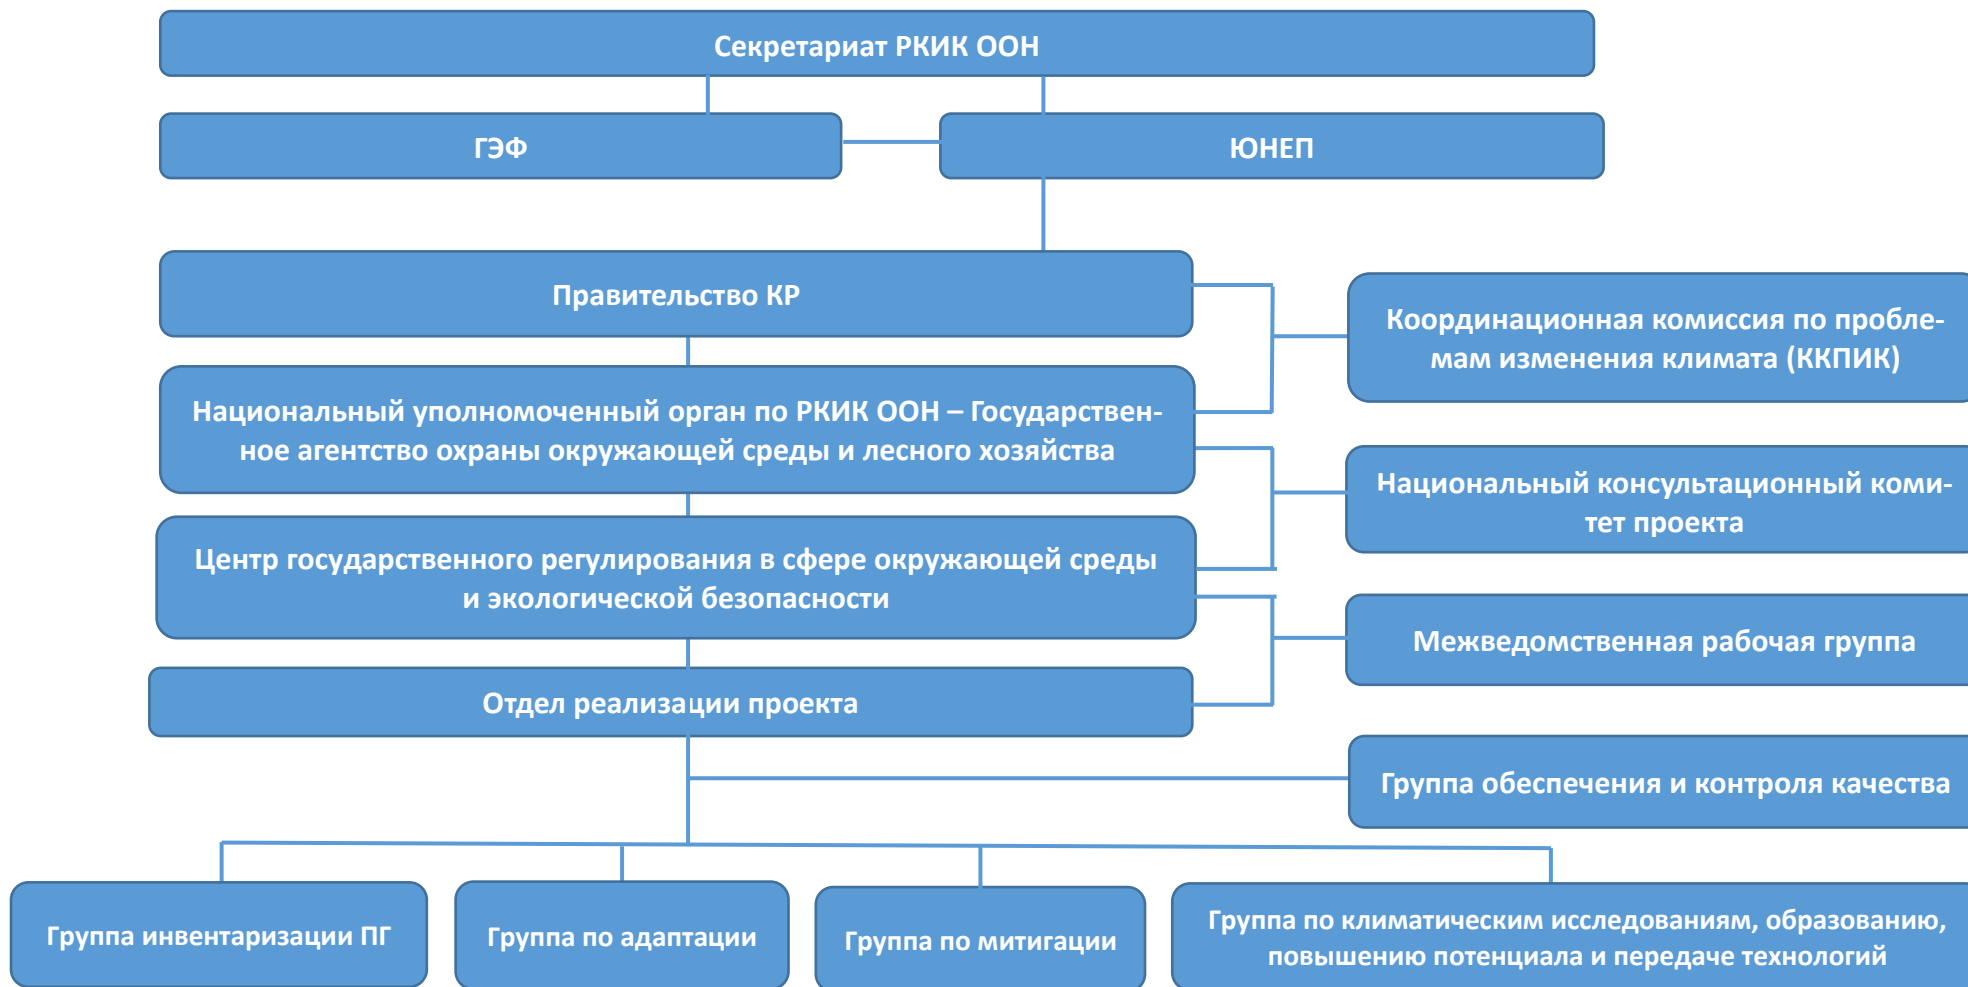 Секретариат РКИК ООН
ГЭФ
ЮНЕП
Правительство КР
Координационная комиссия по пробле-
мам изменения климата (ККПИК)
Национальный уполномоченный орган по РКИК ООН – Государствен-
ное агентство охраны окружающей среды и лесного хозяйства
Национальный консультационный коми-
тет проекта
Центр государственного регулирования в сфере окружающей среды
и экологической безопасности
Межведомственная рабочая группа
Отдел реализации проекта
Группа обеспечения и контроля качества
Группа инвентаризации ПГ
Группа по адаптации
Группа по митигации
Группа по климатическим исследованиям, образованию,
повышению потенциала и передаче технологий